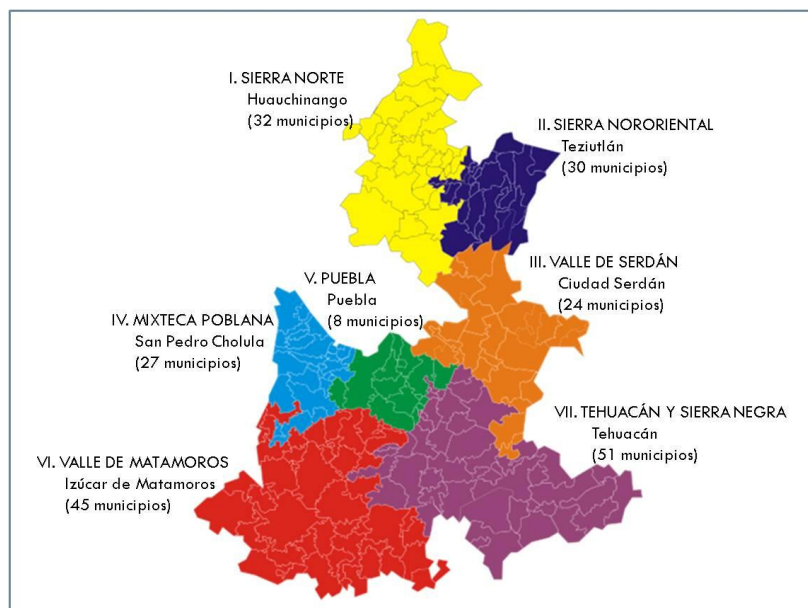 I. SIERRA NORTE
Huauchinango
(32 municipios)
II. SIERRA NORORIENTAL
Teziutlán
(30 municipios)
III. VALLE DE SERDÁN
Ciudad Serdán
(24 municipios)
V. PUEBLA
Puebla
(8 municipios)
IV. MIXTECA POBLANA
San Pedro Cholula
(27 municipios)
VII. TEHUACÁN Y SIERRA NEGRA
Tehuacán
(51 municipios)
VI. VALLE DE MATAMOROS
Izúcar de Matamoros
(45 municipios)